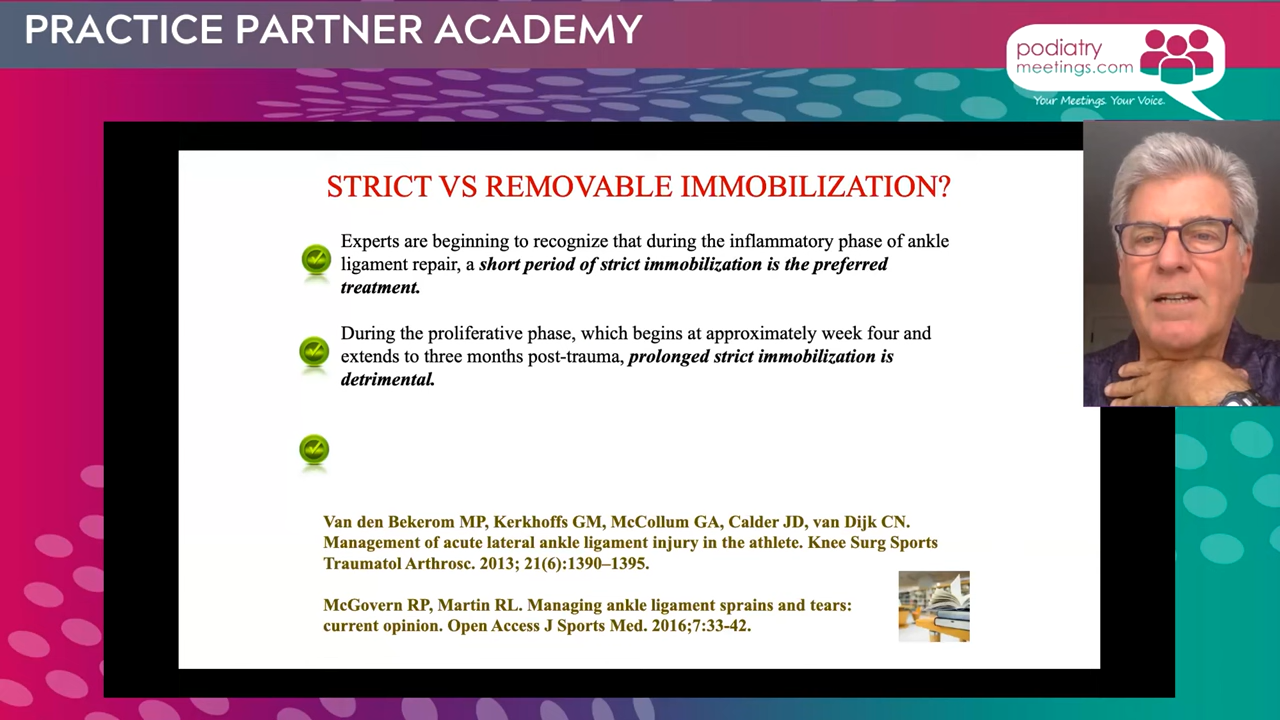 PRACTICE PARTNER ACADEMY
podiatry
meetings.com
Your Meetings. Your Voice.
STRICT VS REMOVABLE IMMOBILIZATION?
Experts are beginning to recognize that during the inflammatory phase of ankle
ligament repair, a short period of strict immobilization is the preferred
treatment.
During the proliferative phase, which begins at approximately week four and
extends to three months post-trauma, prolonged strict immobilization is
detrimental.
Van den Bekerom MP, Kerkhoffs GM, McCollum GA, Calder JD, van Dijk CN.
Management of acute lateral ankle ligament injury in the athlete. Knee Surg Sports
Traumatol Arthrosc. 2013; 21(6):1390–1395.
McGovern RP, Martin RL. Managing ankle ligament sprains and tears:
current opinion. Open Access J Sports Med. 2016;7:33-42.